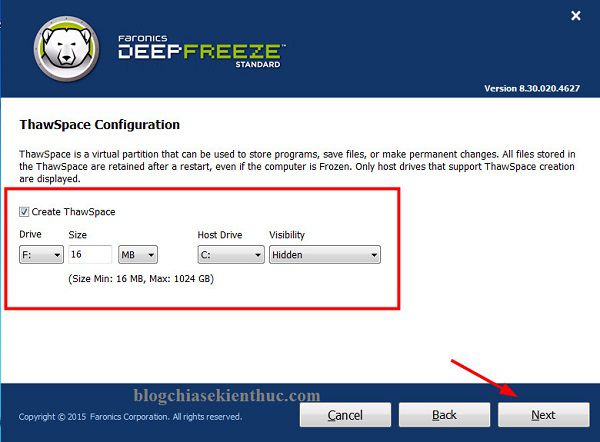 FARONICS
DEEPFREEZE™
STANDARD
Version 8.30.020.4627
ThawSpace Configuration
ThawSpace is a virtual partition that can be used to store programs, save files, or make permanent changes. All files stored in
the ThawSpace are retained after a restart, even if the computer is Frozen. Only host drives that support ThawSpace creation
are displayed.
Create ThawSpace
Drive Size Host Drive Visibility
F: 16 MB C: Hidden
(Size Min: 16 MB, Max: 1024 GB)
blogchiasekienthuc.com
Copyright © 2015 Faronics Corporation. All rights reserved. Cancel Back Next